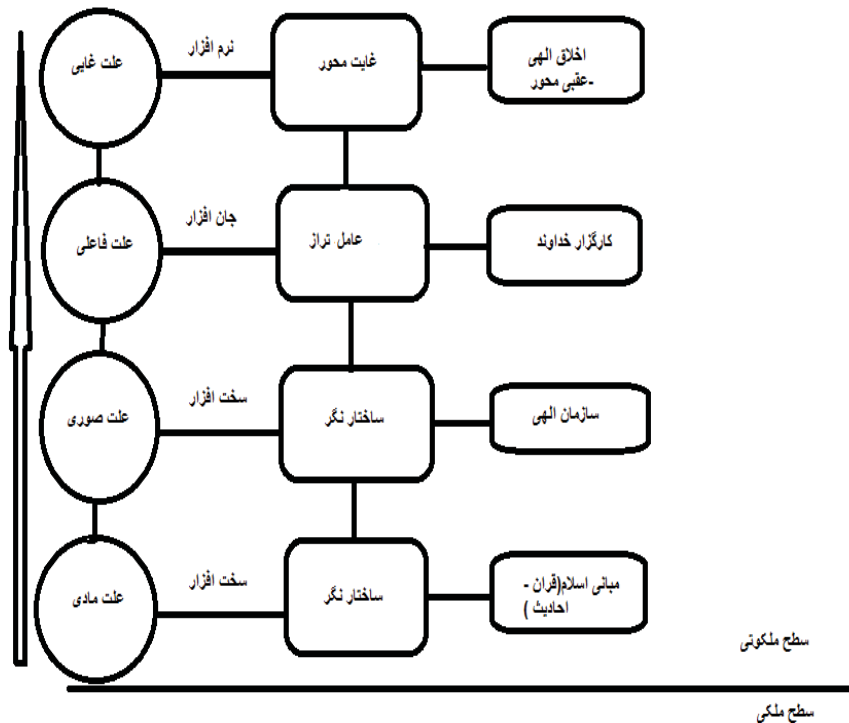 علت غایی
نرم افزار
غایت محور
اخلاق الهی
-عقبی محور
علت فاعلی
جان افزار
عامل تراز
کارگزار خداوند
علت صوری
سخت افزار
ساختار نگر
سازمان الهی
علت مادی
سخت افزار
ساختار نگر
مبانی اسلام(قران -
احادیث )
سطح ملکوتی
سطح ملکی